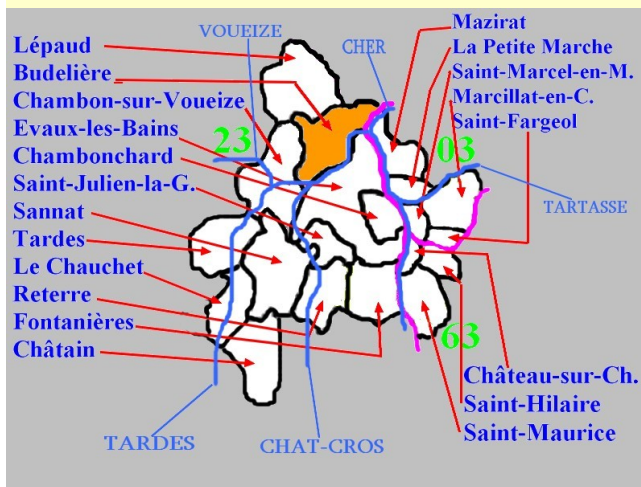 Lépaud
Budelière
Chambon-sur-Voueize
Evaux-les-Bains
Chambonchard
Saint-Julien-la-G.
Sannat
Tardes
Le Chauchet
Reterre
Fontanières
Châtain
VOUEIZE
CHER
Mazirat
La Petite Marche
Saint-Marcel-en-M.
Marcillat-en-C.
Saint-Fargeol
23
03
TARTASSE
63
Château-sur-Ch.
Saint-Hilaire
Saint-Maurice
TARDES
CHAT-CROS